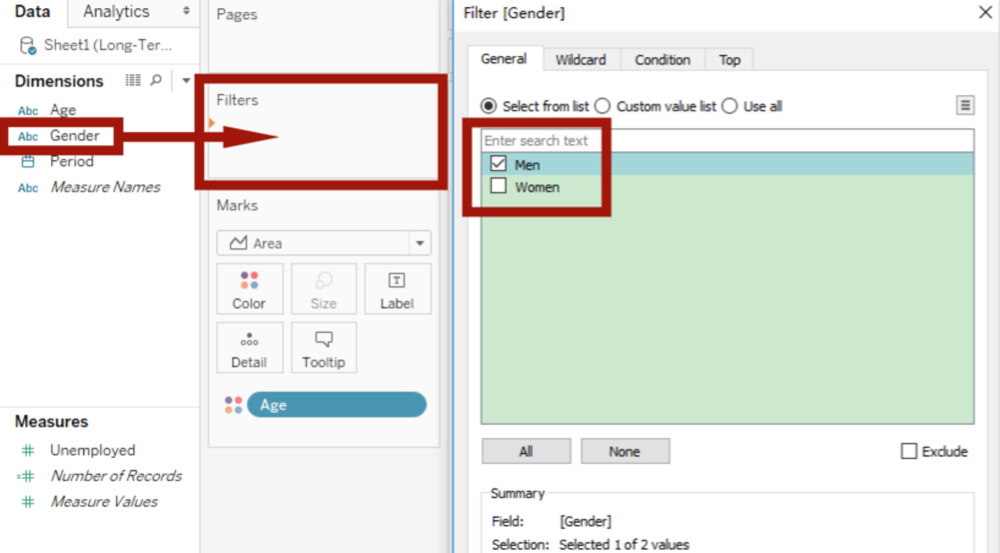 Data
Analytics
Sheet1 (Long-Ter...
Dimensions
Abc Age
Abc Gender
Period
Abc Measure Names
Measures
Unemployed
Number of Records
Measure Values
Pages
Filters
Marks
Area
Color
Size
T
Label
Detail
Tooltip
Age
Filter [Gender]
General
Wildcard
Condition
Top
Select from list
Custom value list
Use all
Enter search text
Men
Women
All
None
Exclude
Summary
Field: [Gender]
Selection: Selected 1 of 2 values